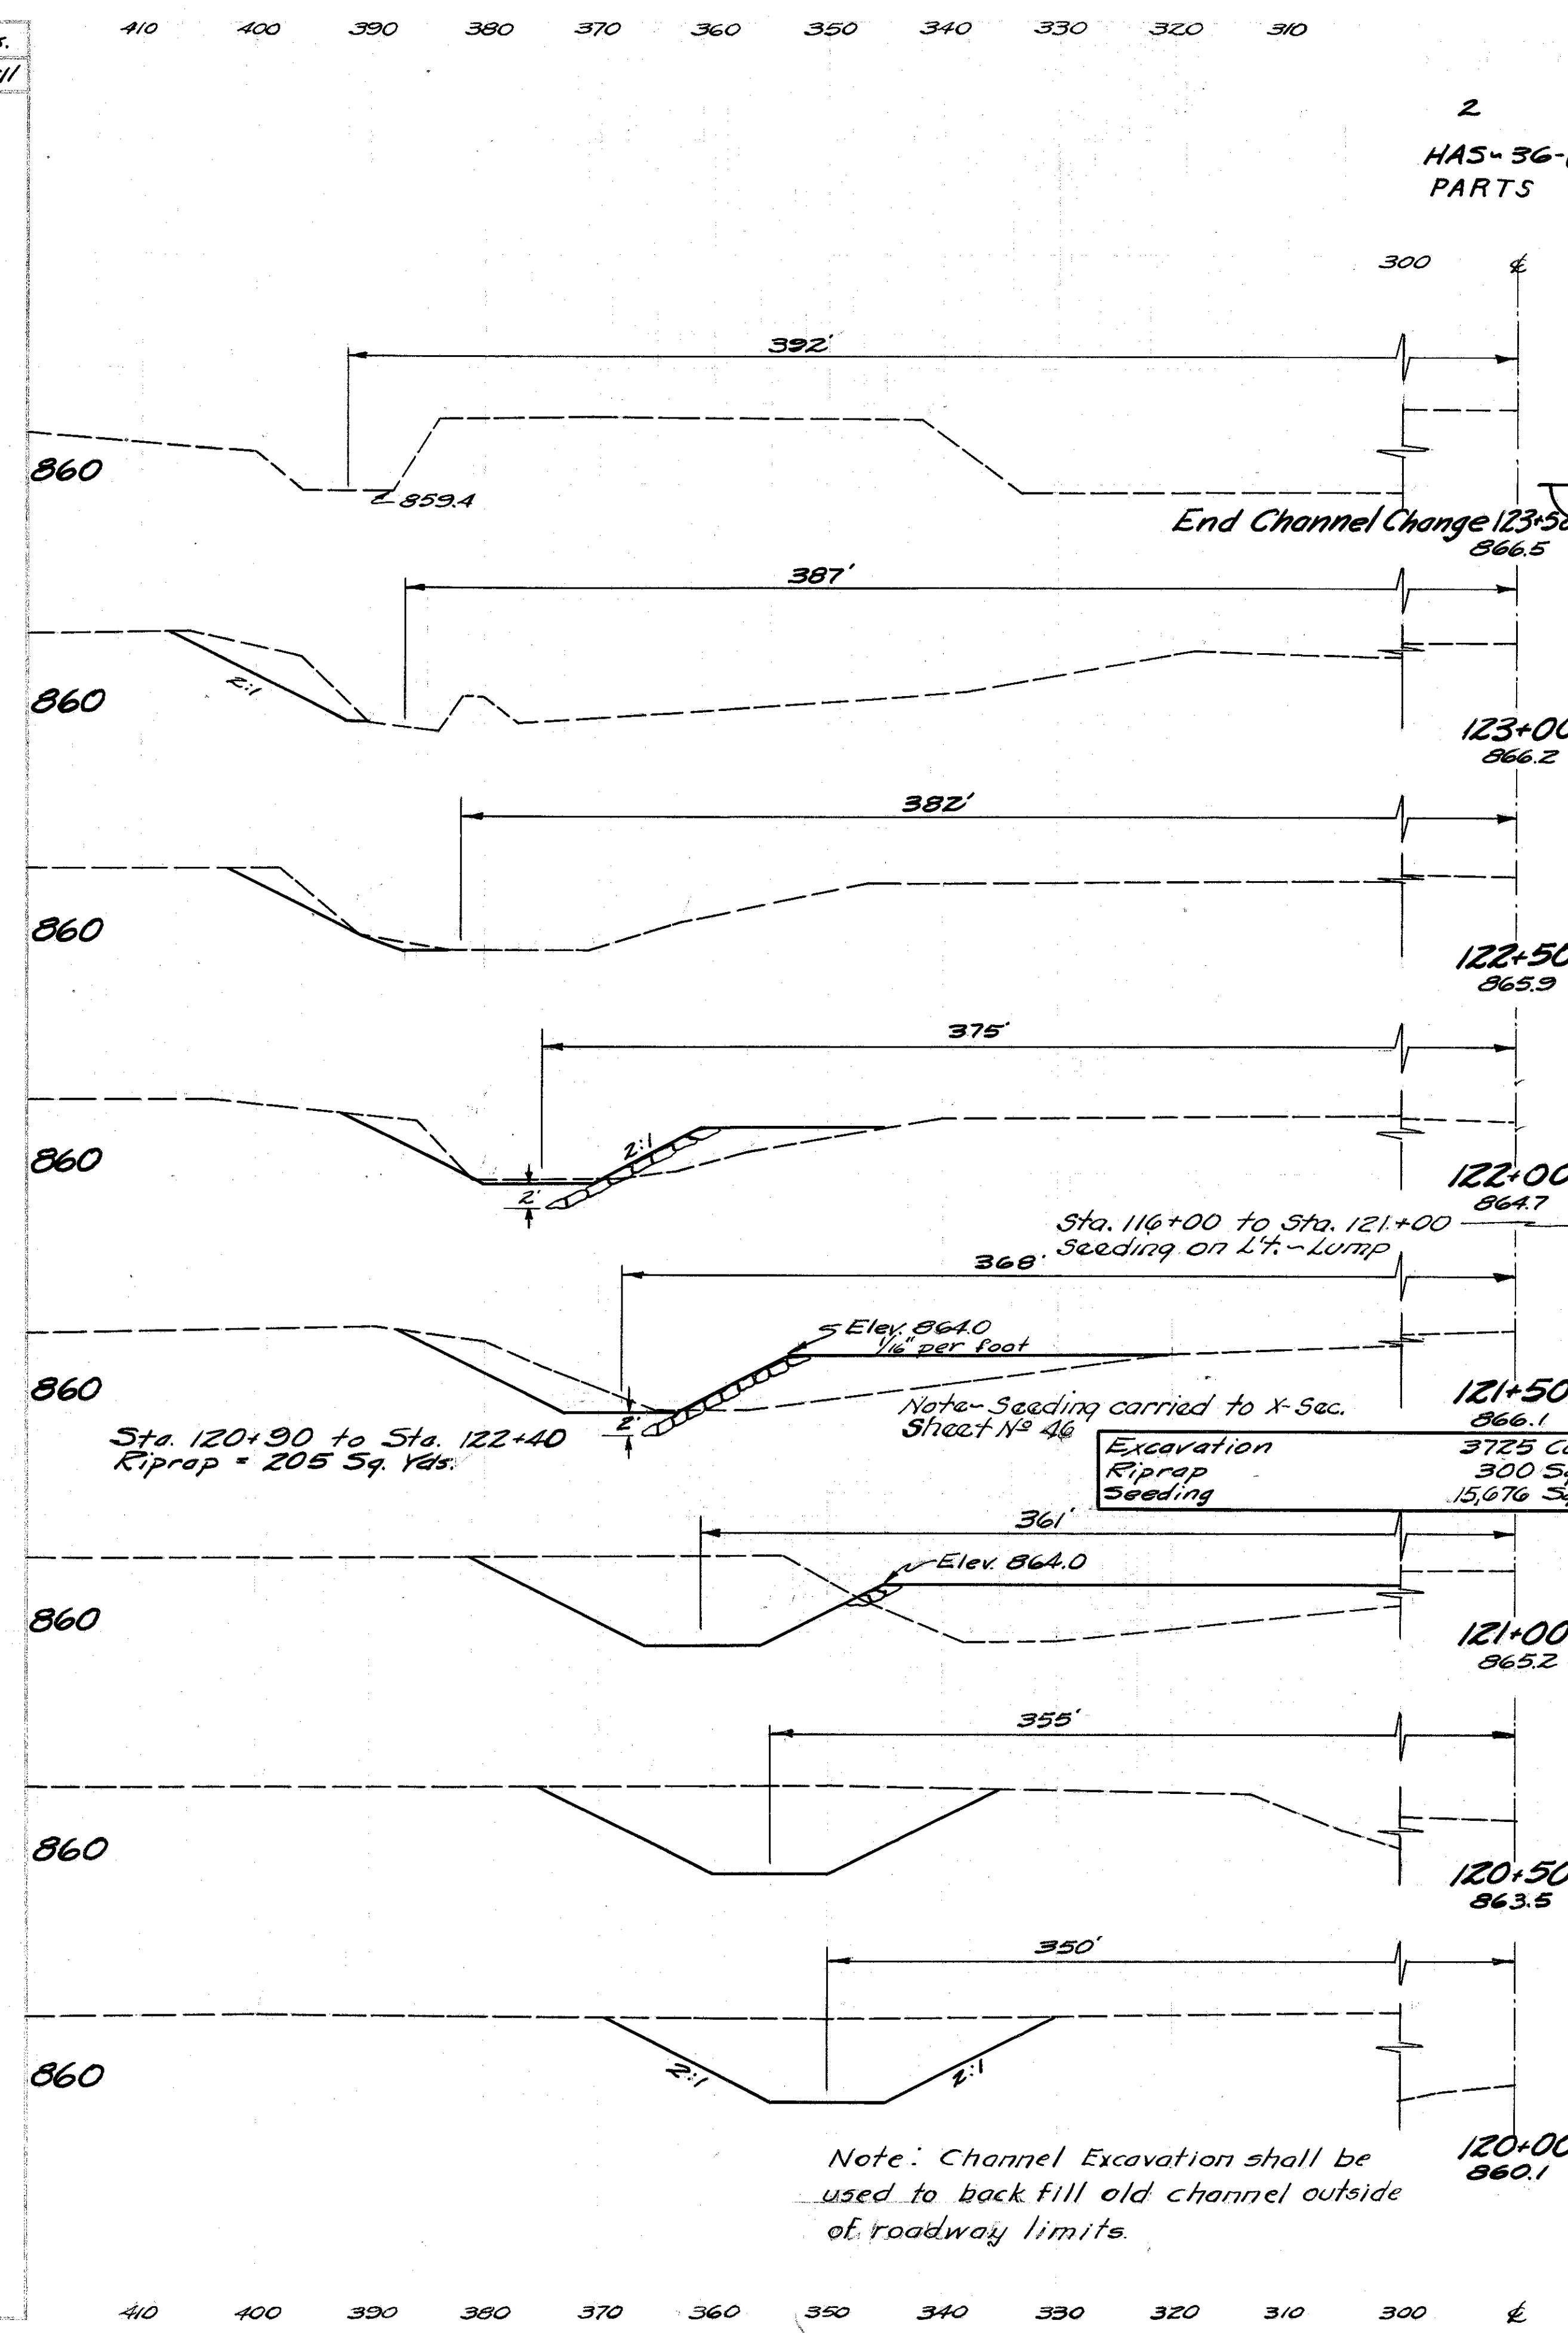 410 400 390 380 370 360 350 340 330 320 310
2
HAS-36-
PARTS
300 ℄
392'
860
859.4
End Channel Change 123+58
866.5
387'
2:1
860
123+00
866.2
382'
860
122+50
865.9
375'
2:1
860
2'
122+00
864.7
Sta. 116+00 to Sta. 121+00
Seeding on L't.-Lump
368'
Elev. 864.0
1/16" per foot
860
2'
Note-Seeding carried to X-Sec.
Sheet Nº 46
121+50
866.1
Sta. 120+90 to Sta. 122+40
Riprap = 205 Sq. Yds.
Excavation 3725 Cu
Riprap 300 Sq
Seeding 15,676 Sq
361'
Elev. 864.0
860
121+00
865.2
355'
860
120+50
863.5
350'
860
2:1
2:1
120+00
860.1
Note: Channel Excavation shall be
used to back fill old channel outside
of roadway limits.
410 400 390 380 370 360 350 340 330 320 310 300 ℄